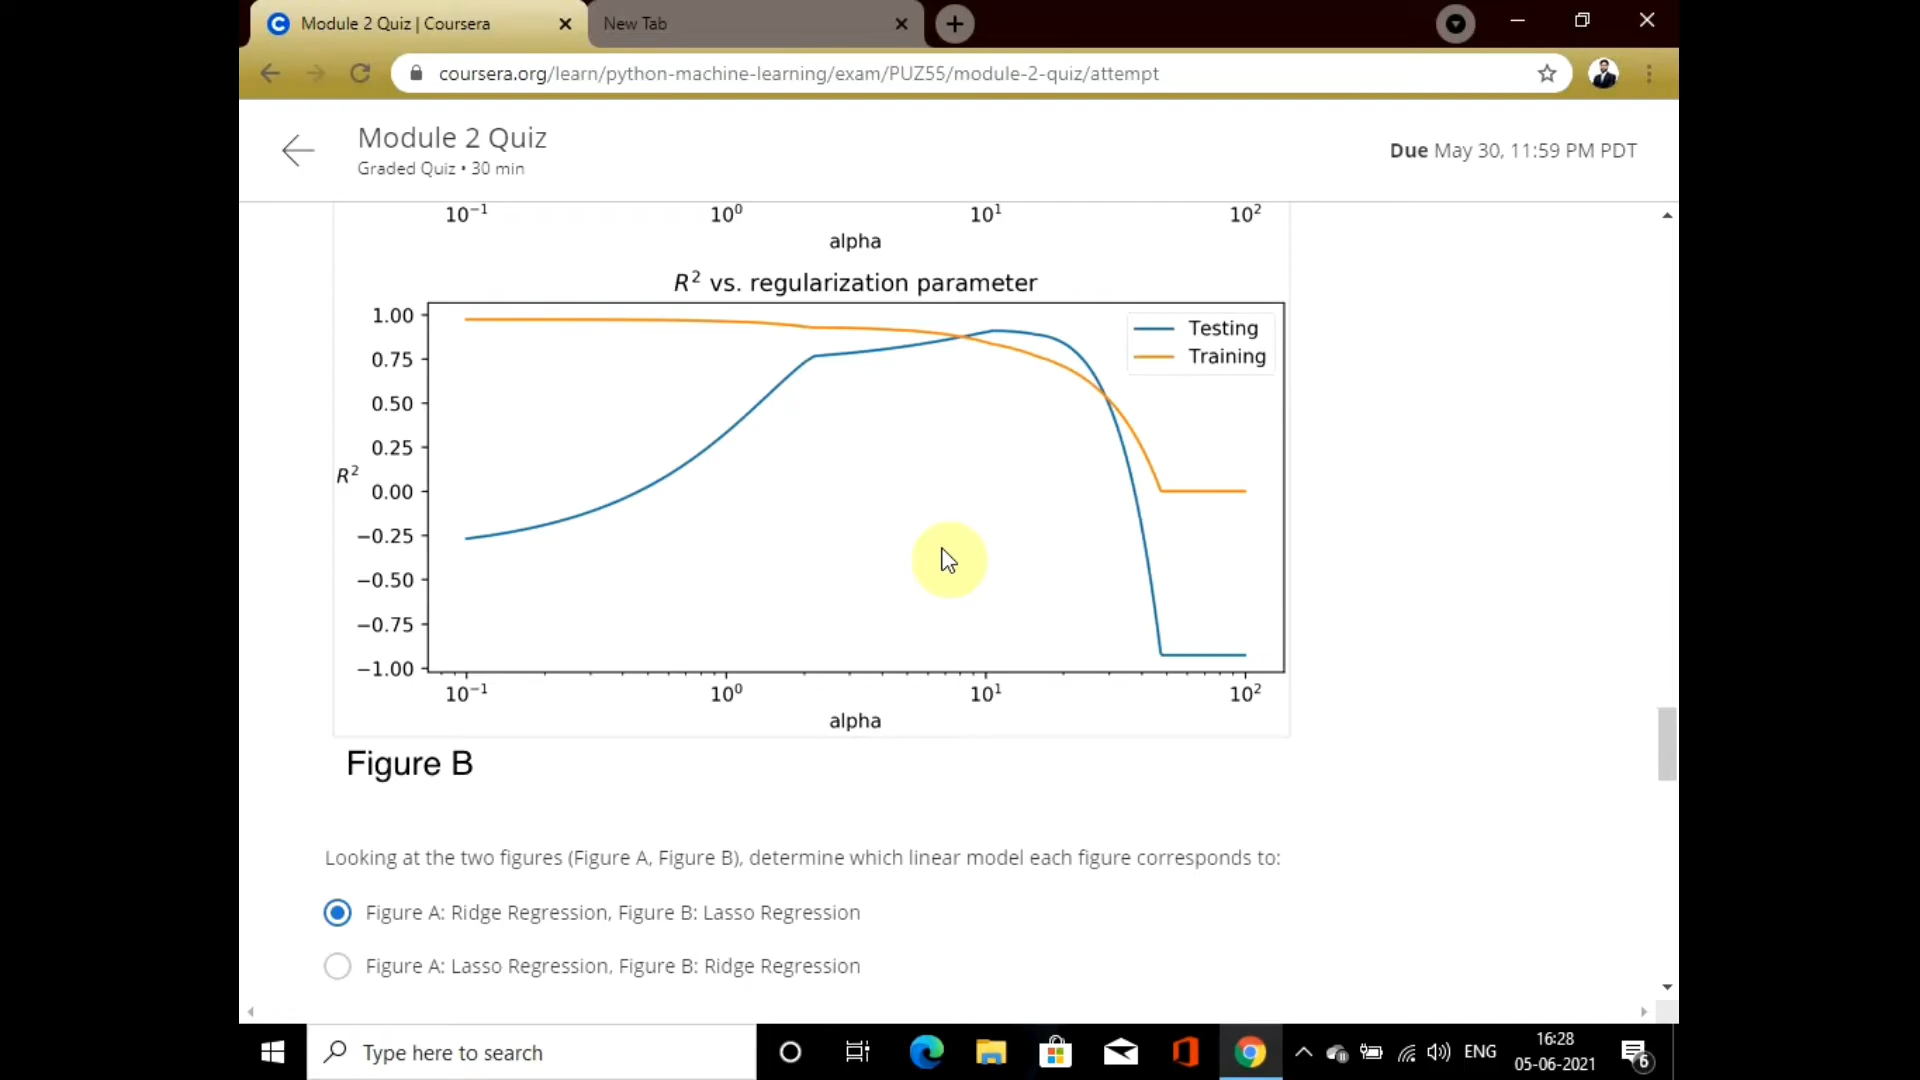 Module 2 Quiz | Coursera
New Tab
coursera.org/learn/python-machine-learning/exam/PUZ55/module-2-quiz/attempt
Module 2 Quiz
Graded Quiz • 30 min
Due May 30, 11:59 PM PDT
10⁻¹ 10⁰ 10¹ 10²
alpha
R² vs. regularization parameter
1.00
0.75
0.50
0.25
0.00
−0.25
−0.50
−0.75
−1.00
R²
Testing
Training
10⁻¹ 10⁰ 10¹ 10²
alpha
Figure B
Looking at the two figures (Figure A, Figure B), determine which linear model each figure corresponds to:
Figure A: Ridge Regression, Figure B: Lasso Regression
Figure A: Lasso Regression, Figure B: Ridge Regression
Type here to search
ENG
16:28
05-06-2021
6